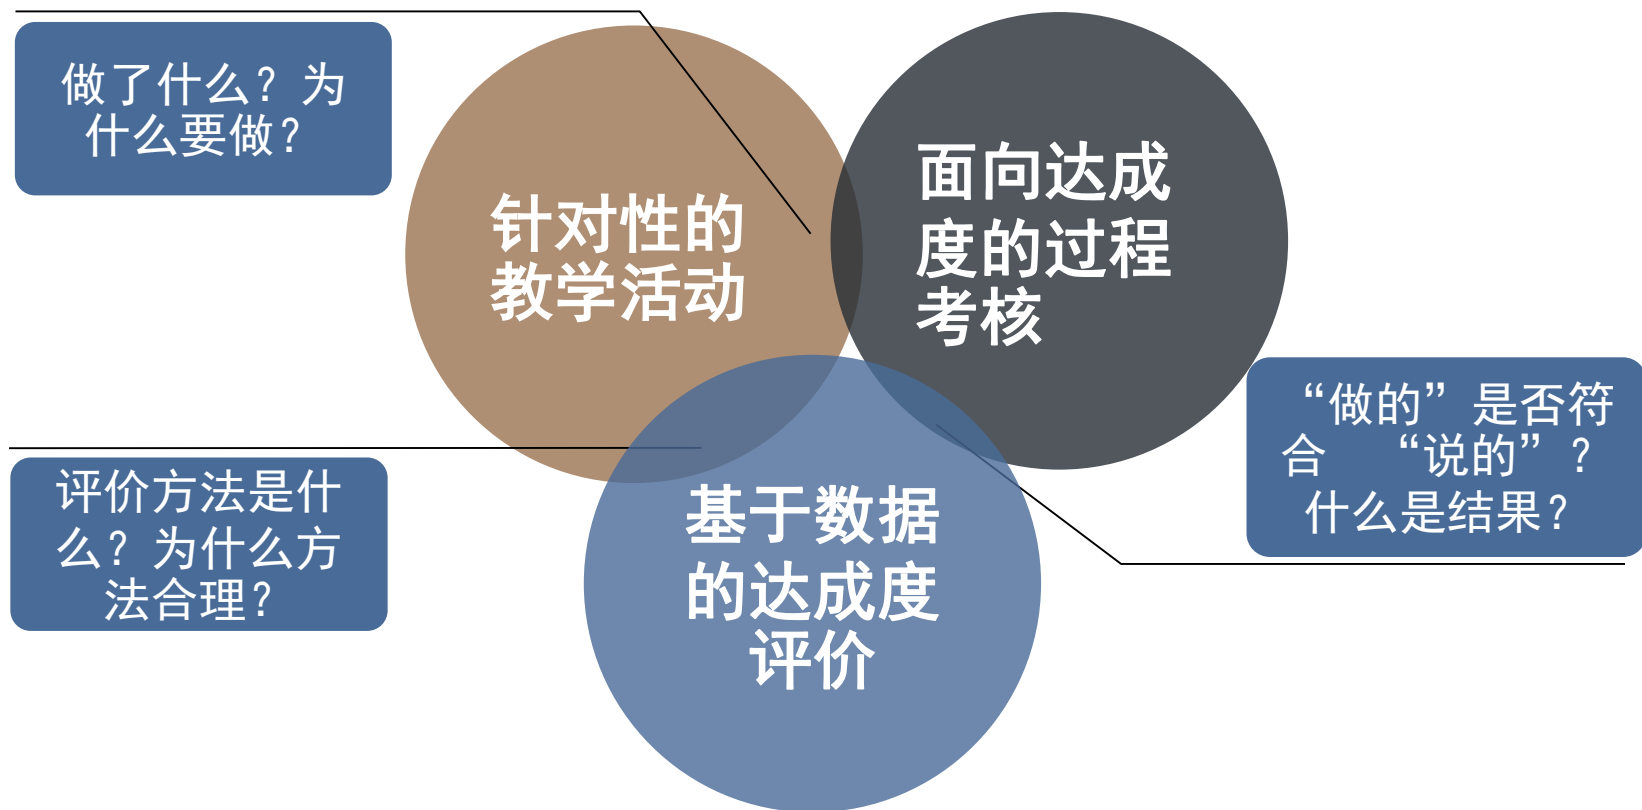 做了什么？为
什么要做？
针对性的
教学活动
面向达成
度的过程
考核
“做的”是否符
合 “说的”？
什么是结果？
评价方法是什
么？为什么方
法合理？
基于数据
的达成度
评价